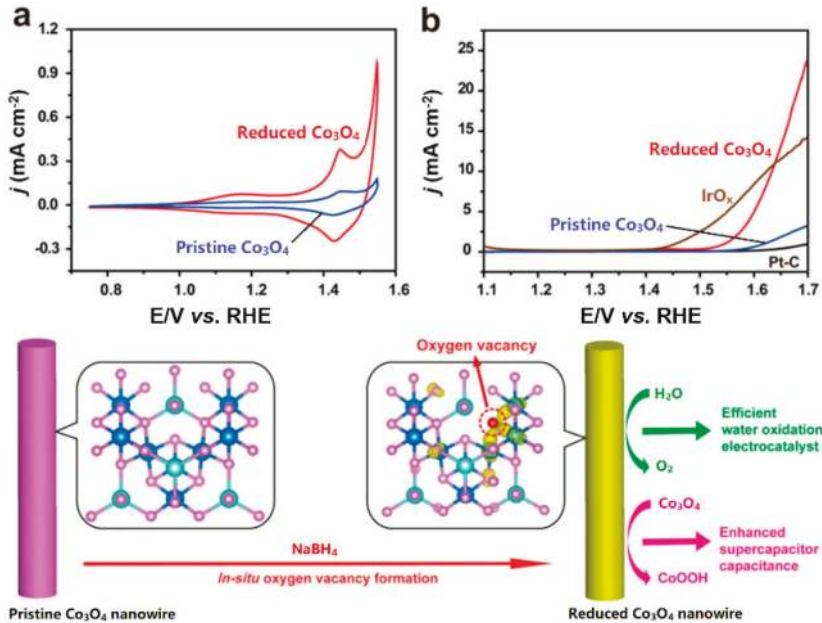 a
1.2
0.9
0.6
0.3
0.0
-0.3
j (mA cm⁻²)
Reduced Co₃O₄
Pristine Co₃O₄
0.8 1.0 1.2 1.4 1.6
E/V vs. RHE
b
25
20
15
10
5
0
j (mA cm⁻²)
Reduced Co₃O₄
IrOₓ
Pristine Co₃O₄
Pt-C
1.1 1.2 1.3 1.4 1.5 1.6 1.7
E/V vs. RHE
Oxygen vacancy
H₂O
Efficient
water oxidation
electrocatalyst
O₂
Co₃O₄
Enhanced
supercapacitor
capacitance
CoOOH
NaBH₄
In-situ oxygen vacancy formation
Pristine Co₃O₄ nanowire
Reduced Co₃O₄ nanowire